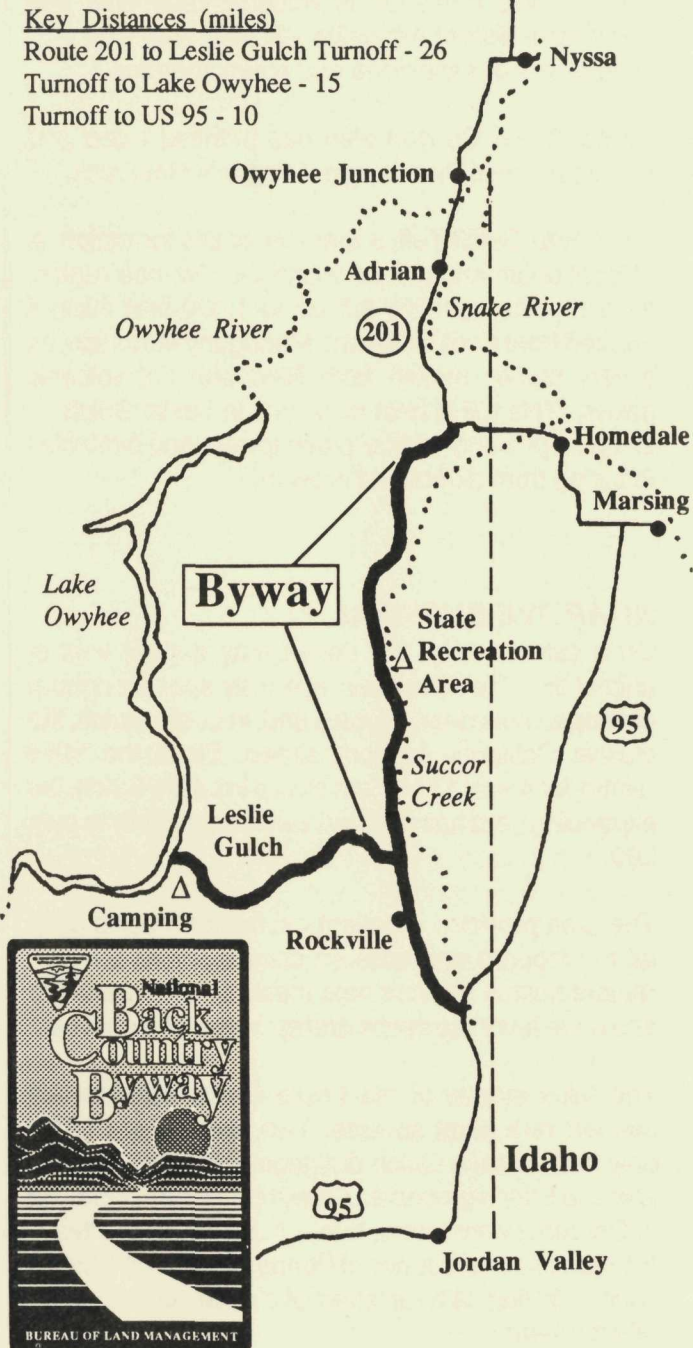 Key Distances (miles)
Route 201 to Leslie Gulch Turnoff - 26
Turnoff to Lake Owyhee - 15
Turnoff to US 95 - 10
Nyssa
Owyhee Junction
Adrian
Snake River
Owyhee River
201
Homedale
Marsing
Lake
Owyhee
Byway
State
Recreation
Area
95
Succor
Creek
Leslie
Gulch
Camping
Rockville
National
Back
Country
Byway
BUREAU OF LAND MANAGEMENT
Idaho
95
Jordan Valley